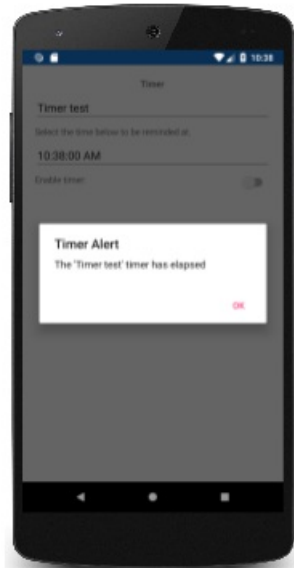 10:38
Timer
Timer test
Select the time below to be reminded at.
10:38:00 AM
Enable timer:
Timer Alert
The 'Timer test' timer has elapsed
OK